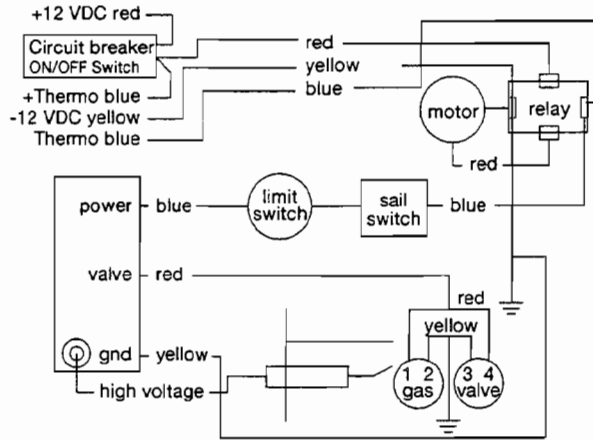 +12 VDC red
Circuit breaker
ON/OFF Switch
red
yellow
+Thermo blue
blue
-12 VDC yellow
Thermo blue
motor
relay
red
power
blue
limit
switch
sail
switch
blue
valve
red
red
yellow
gnd
yellow
1 2
gas
3 4
valve
high voltage